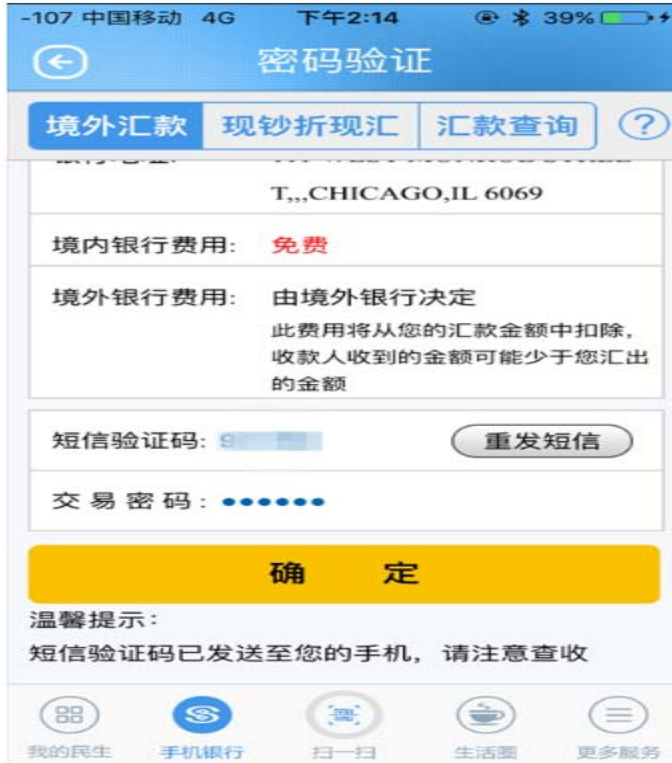 -107 中国移动 4G 下午2:14 39%
密码验证
境外汇款 现钞折现汇 汇款查询 ?
T,,,CHICAGO,IL 6069
境内银行费用: 免费
境外银行费用: 由境外银行决定
此费用将从您的汇款金额中扣除,
收款人收到的金额可能少于您汇出
的金额
短信验证码: 9 重发短信
交易密码: ●●●●●●
确 定
温馨提示:
短信验证码已发送至您的手机, 请注意查收
我的民生 手机银行 扫一扫 生活圈 更多服务